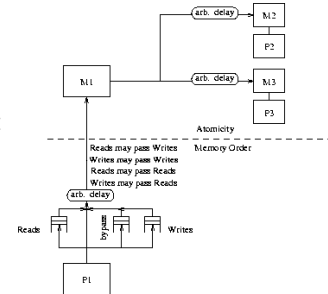 arb. delay
M2
P2
M1
arb. delay
M3
P3
Atomicity
Memory Order
Reads may pass Writes
Writes may pass Writes
Reads may pass Reads
Writes may pass Reads
arb. delay
Reads
bypass
Writes
P1